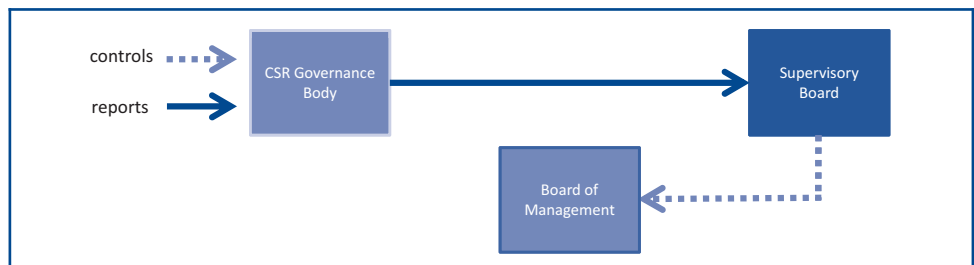 controls
reports
CSR Governance
Body
Supervisory
Board
Board of
Management